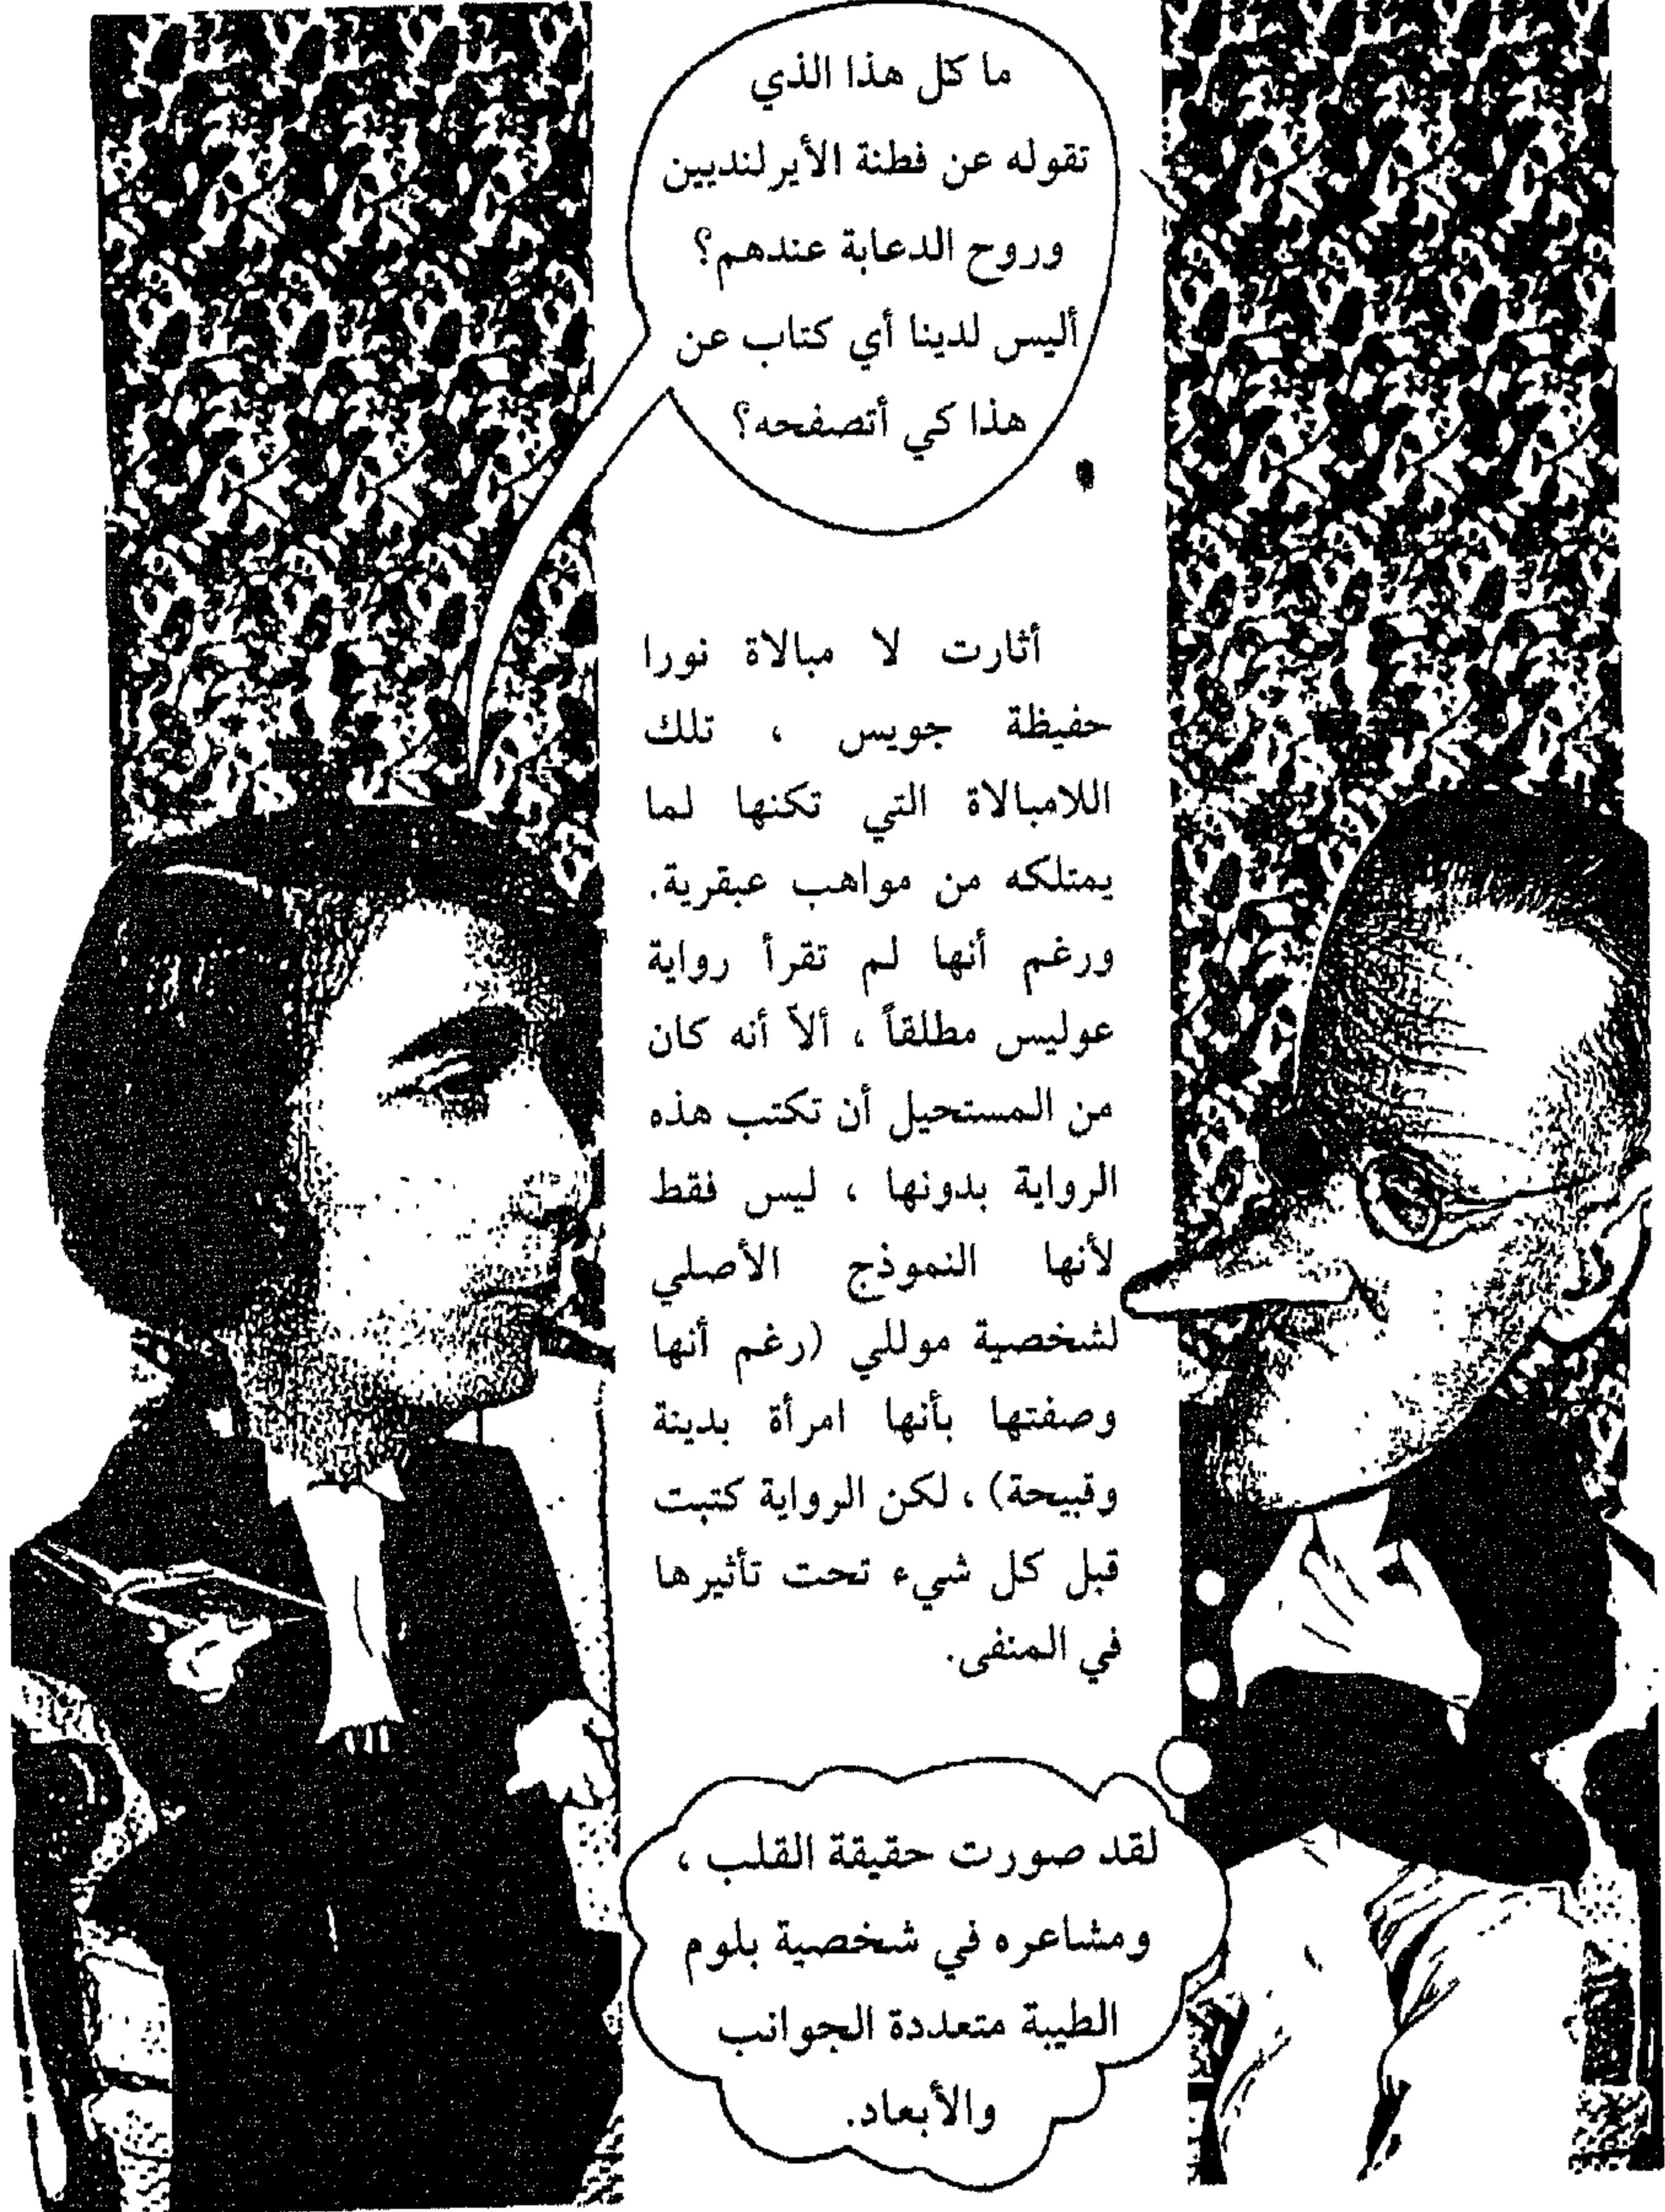 ما كل هذا الذي
تقوله عن فطنة الأيرلنديين
وروح الدعابة عندهم؟
أليس لدينا أي كتاب عن
هذا كي أتصفحه؟
أثارت لا مبالاة نورا
حفيظة جويس ، تلك
اللامبالاة التي تكنها لما
يمتلكه من مواهب عبقرية.
ورغم أنها لم تقرأ رواية
عوليس مطلقاً ، ألاّ أنه كان
من المستحيل أن تكتب هذه
الرواية بدونها ، ليس فقط
لأنها النموذج الأصلي
لشخصية موللي (رغم أنها
وصفتها بأنها امرأة بدينة
وقبيحة) ، لكن الرواية كتبت
قبل كل شيء تحت تأثيرها
في المنفى.
لقد صورت حقيقة القلب ،
ومشاعره في شخصية بلوم
الطيبة متعددة الجوانب
والأبعاد.